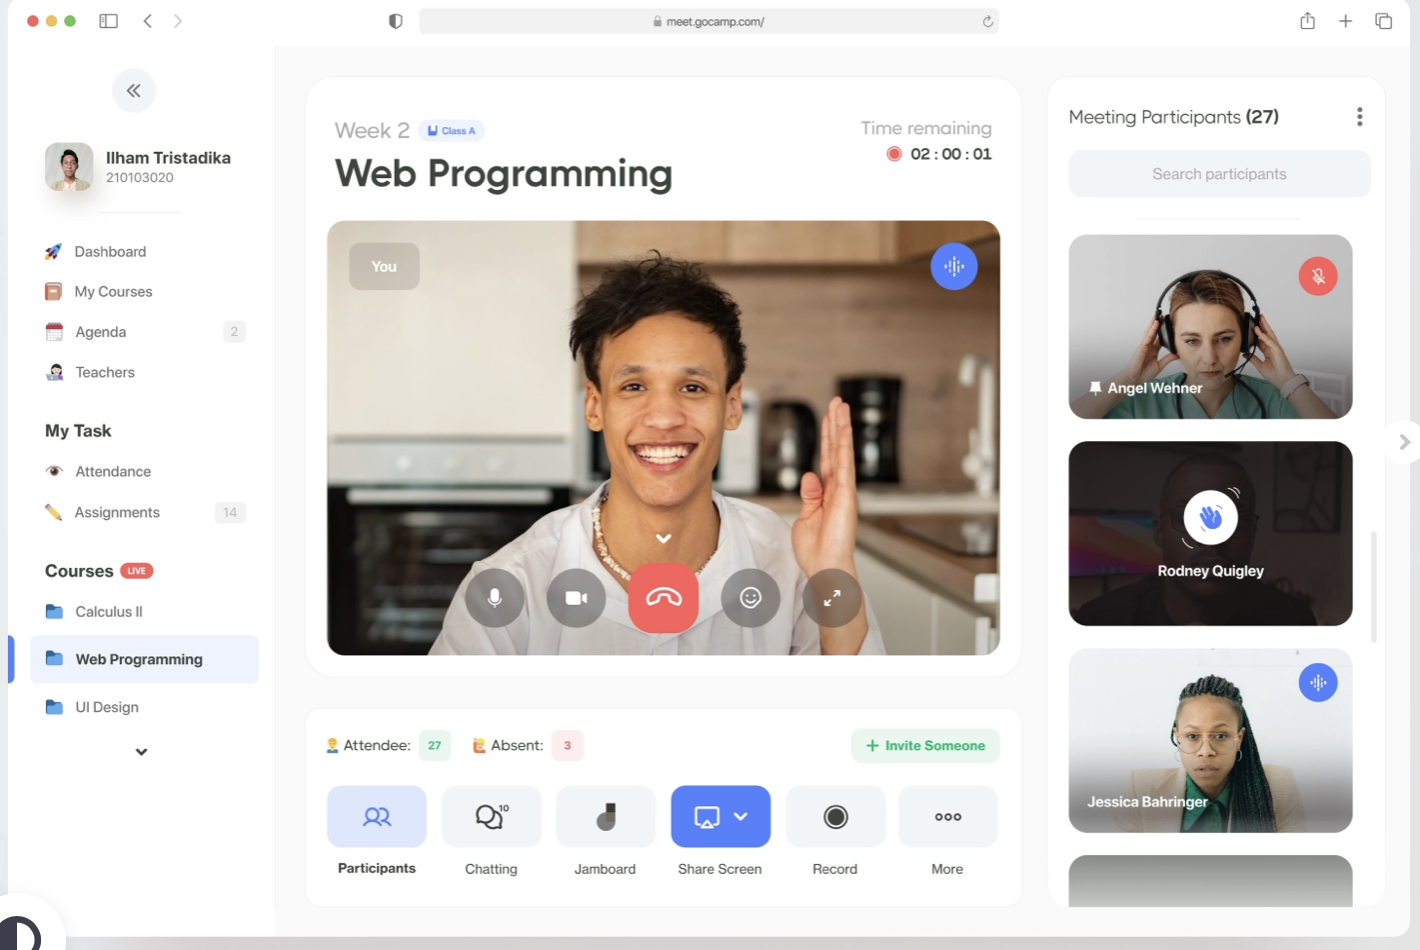 meet.gocamp.com/
Ilham Tristadika
210103020
Dashboard
My Courses
Agenda
2
Teachers
My Task
Attendance
Assignments
14
Courses LIVE
Calculus II
Web Programming
UI Design
Week 2
Class A
Web Programming
Time remaining
02 : 00 : 01
You
Attendee: 27
Absent: 3
+ Invite Someone
Participants
10
Chatting
Jamboard
Share Screen
Record
More
Meeting Participants (27)
Search participants
Angel Wehner
Rodney Quigley
Jessica Bahringer